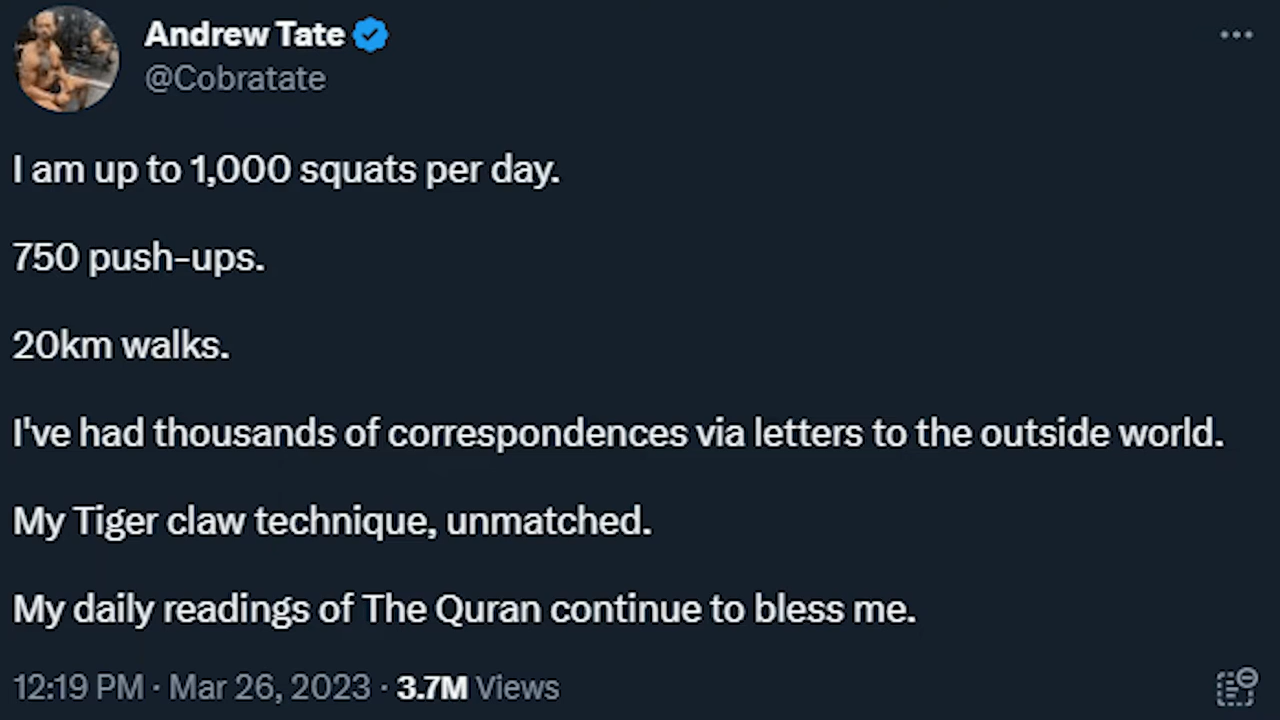 Andrew Tate
@Cobratate
I am up to 1,000 squats per day.
750 push-ups.
20km walks.
I've had thousands of correspondences via letters to the outside world.
My Tiger claw technique, unmatched.
My daily readings of The Quran continue to bless me.
12:19 PM · Mar 26, 2023 · 3.7M Views